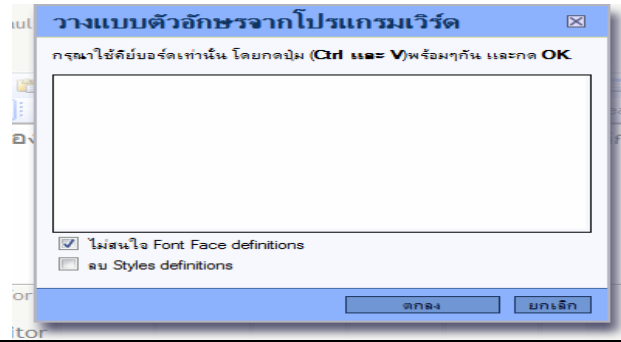 วางแบบตัวอักษรจากโปรแกรมเวิร์ด
กรุณาใช้คีย์บอร์ดเท่านั้น โดยกดปุ่ม (Ctrl และ V)พร้อมๆกัน และกด OK.
ไม่สนใจ Font Face definitions
ลบ Styles definitions
ตกลง ยกเลิก